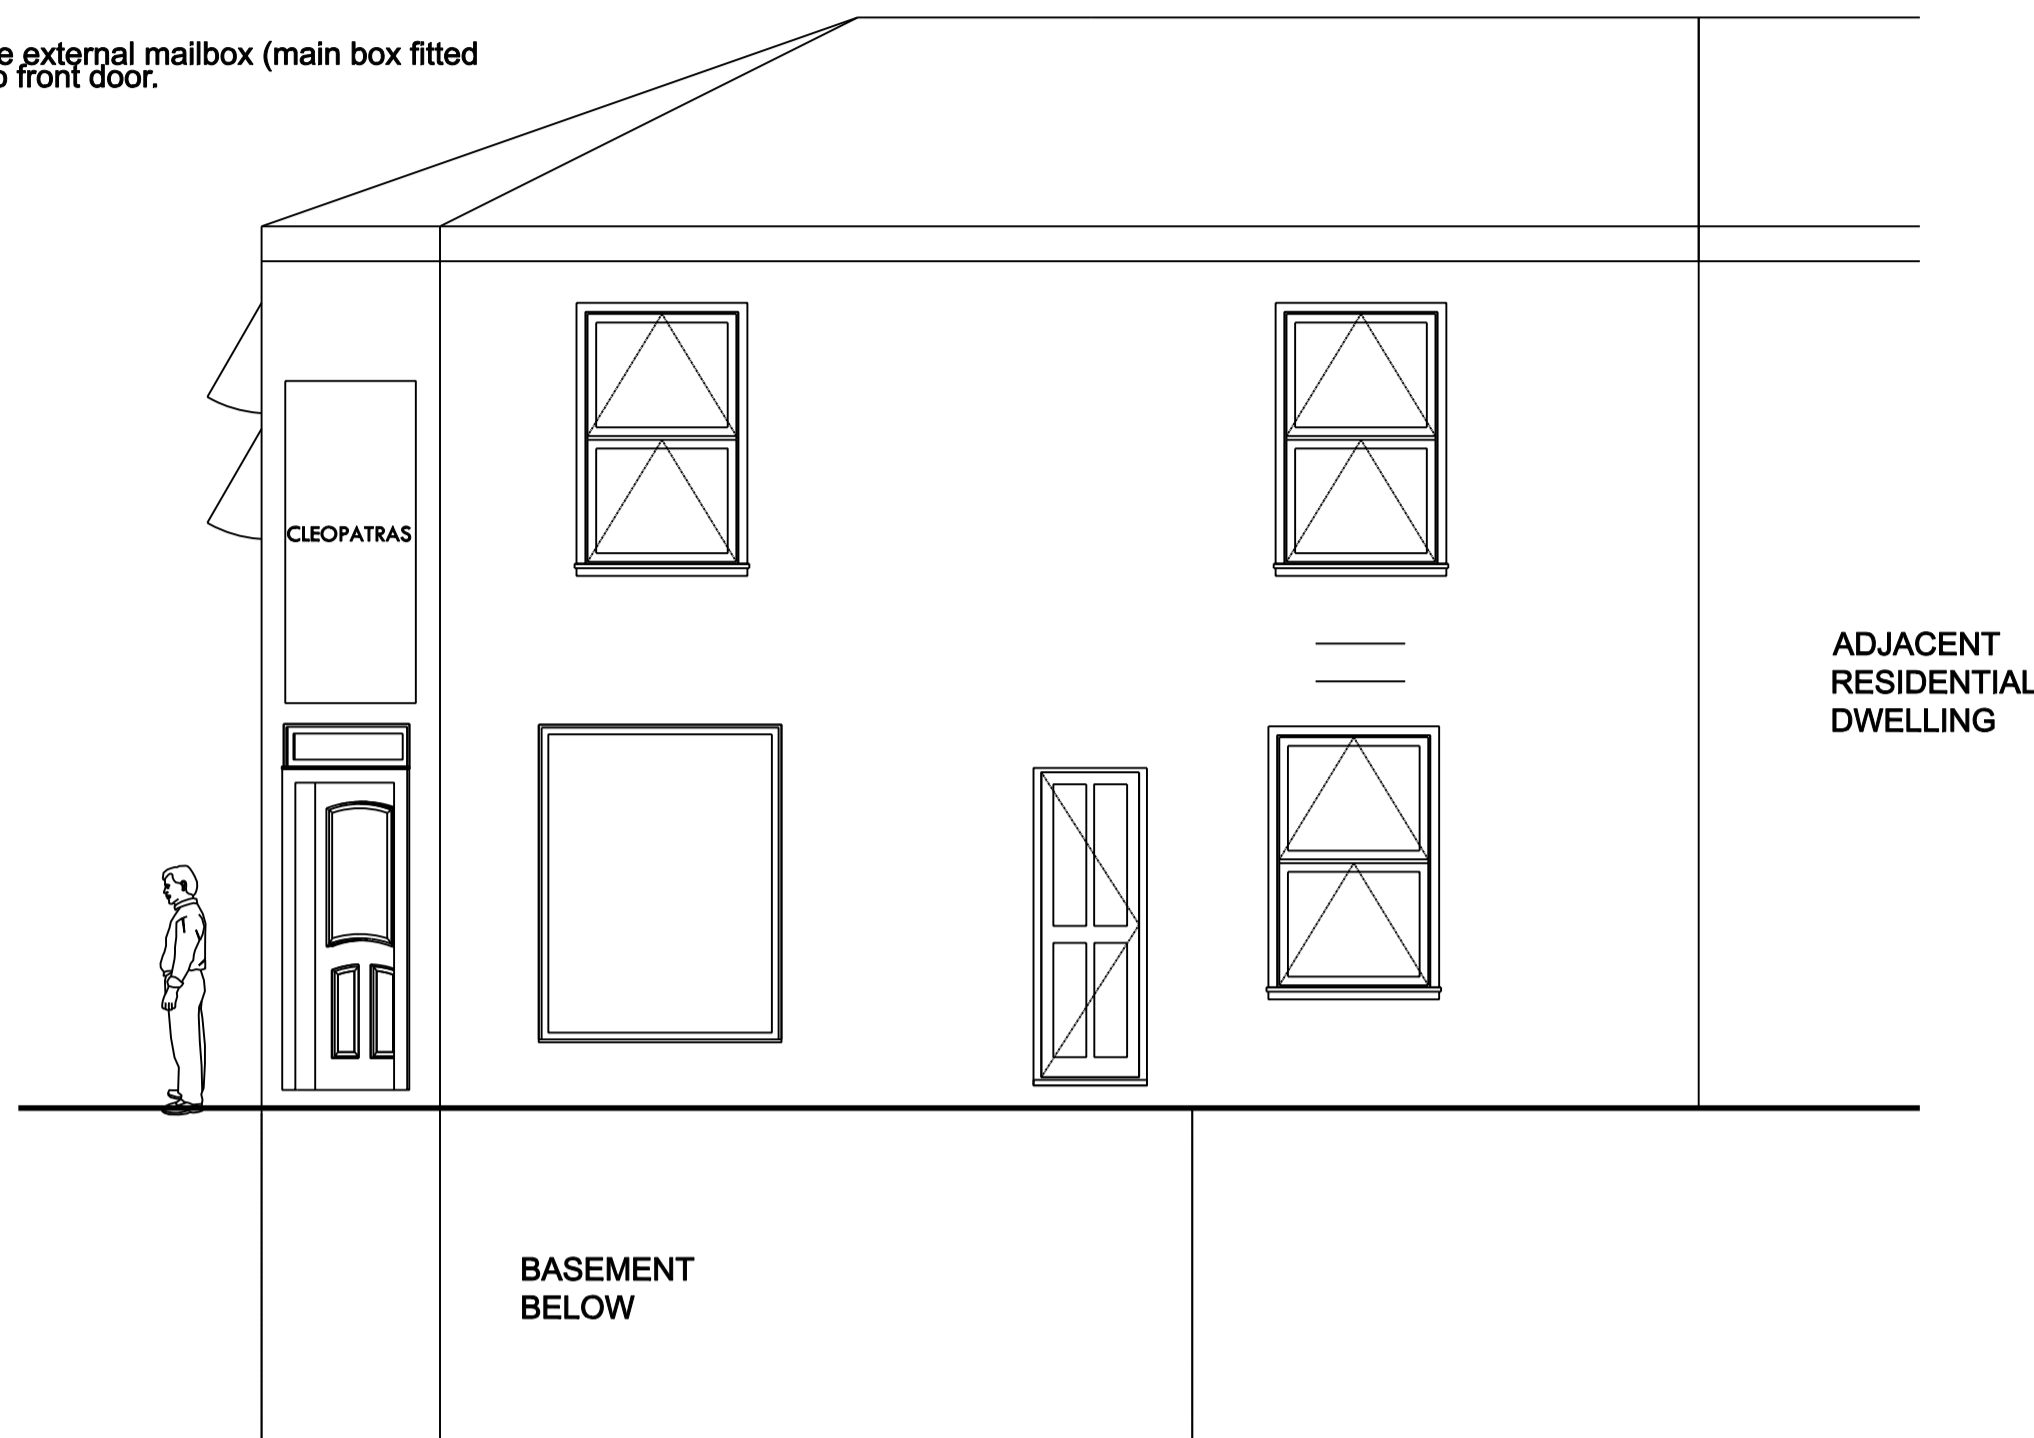 e external mailbox (main box fitted
o front door.
CLEOPATRAS
ADJACENT
RESIDENTIAL
DWELLING
BASEMENT
BELOW